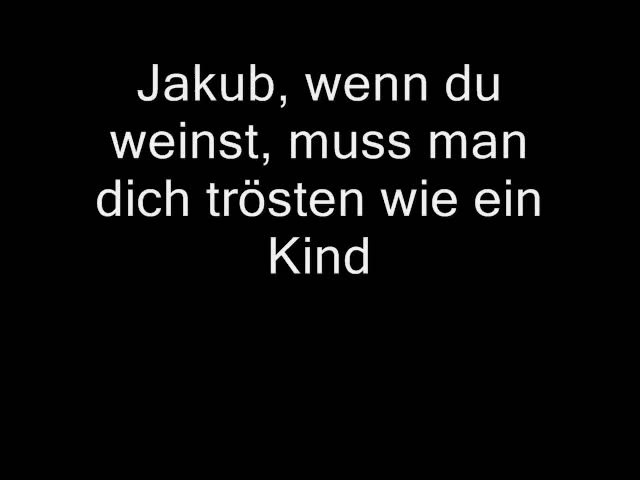 Jakub, wenn du
weinst, muss man
dich trösten wie ein
Kind